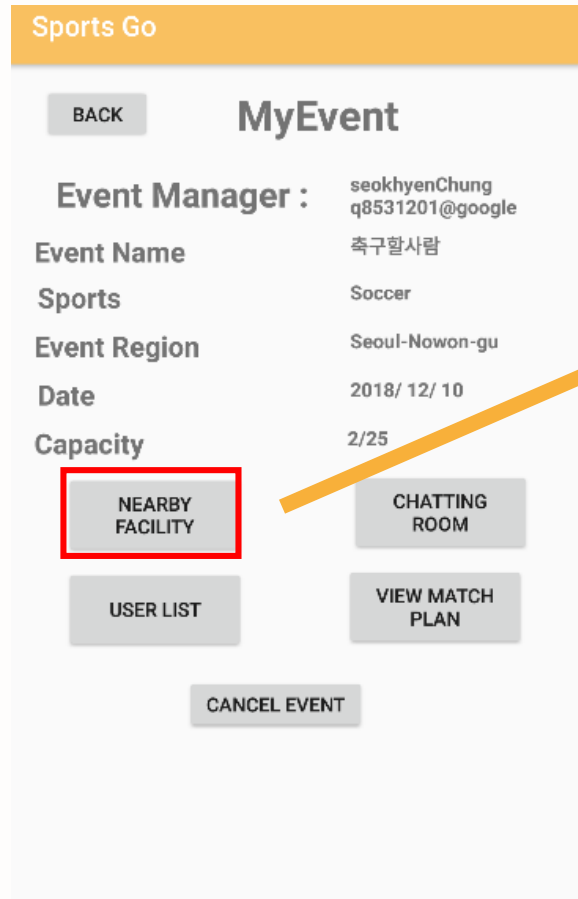 Sports Go
BACK
MyEvent
Event Manager :
seokhyenChung
q8531201@google
Event Name
축구할사람
Sports
Soccer
Event Region
Seoul-Nowon-gu
Date
2018/ 12/ 10
Capacity
2/25
NEARBY
FACILITY
CHATTING
ROOM
USER LIST
VIEW MATCH
PLAN
CANCEL EVENT